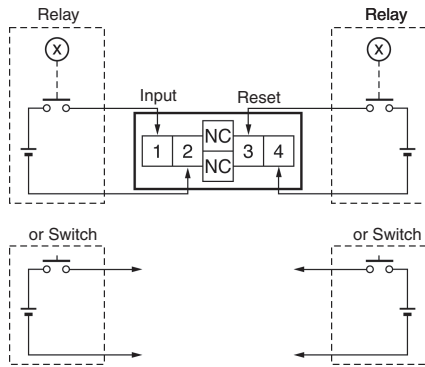 Relay Relay
X X
Input Reset
1 2 NC 3 4
NC
or Switch or Switch